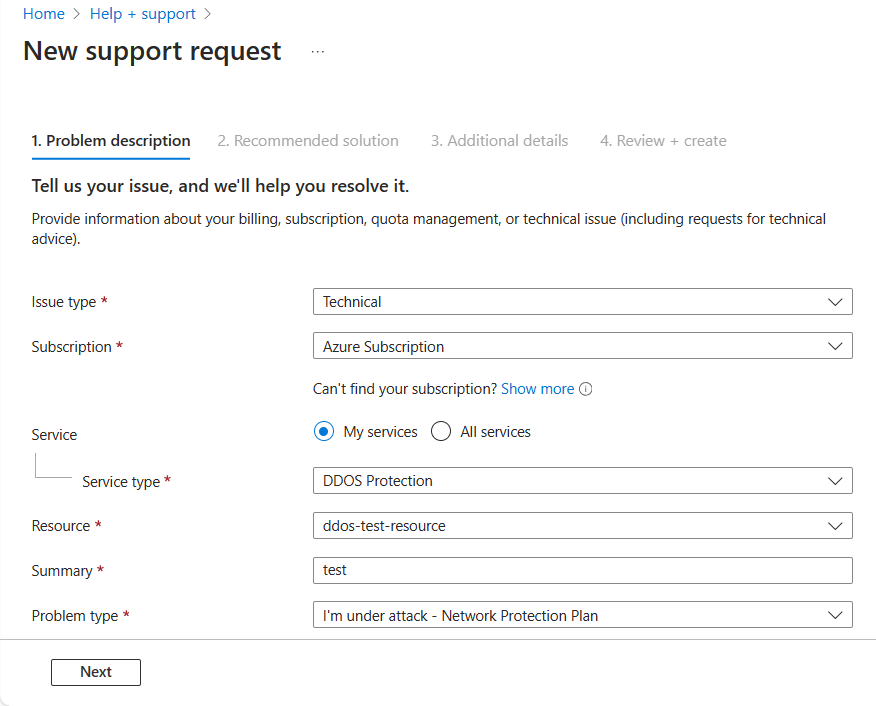 Home > Help + support >
New support request ...
1. Problem description 2. Recommended solution 3. Additional details 4. Review + create
Tell us your issue, and we'll help you resolve it.
Provide information about your billing, subscription, quota management, or technical issue (including requests for technical
advice).
Issue type * Technical
Subscription * Azure Subscription
Can't find your subscription? Show more
Service My services All services
Service type * DDOS Protection
Resource * ddos-test-resource
Summary * test
Problem type * I'm under attack - Network Protection Plan
Next